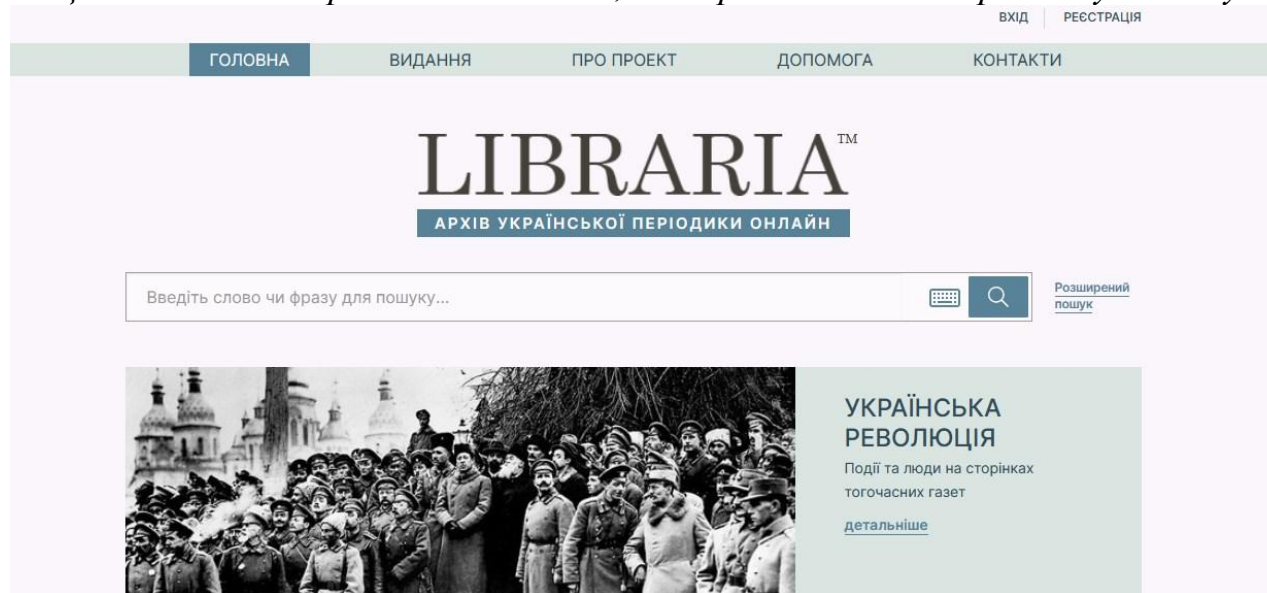 ВХІД РЕЄСТРАЦІЯ
ГОЛОВНА ВИДАННЯ ПРО ПРОЕКТ ДОПОМОГА КОНТАКТИ
LIBRARIA™
АРХІВ УКРАЇНСЬКОЇ ПЕРІОДИКИ ОНЛАЙН
Введіть слово чи фразу для пошуку...
Розширений
пошук
УКРАЇНСЬКА
РЕВОЛЮЦІЯ
Події та люди на сторінках
тогочасних газет
детальніше